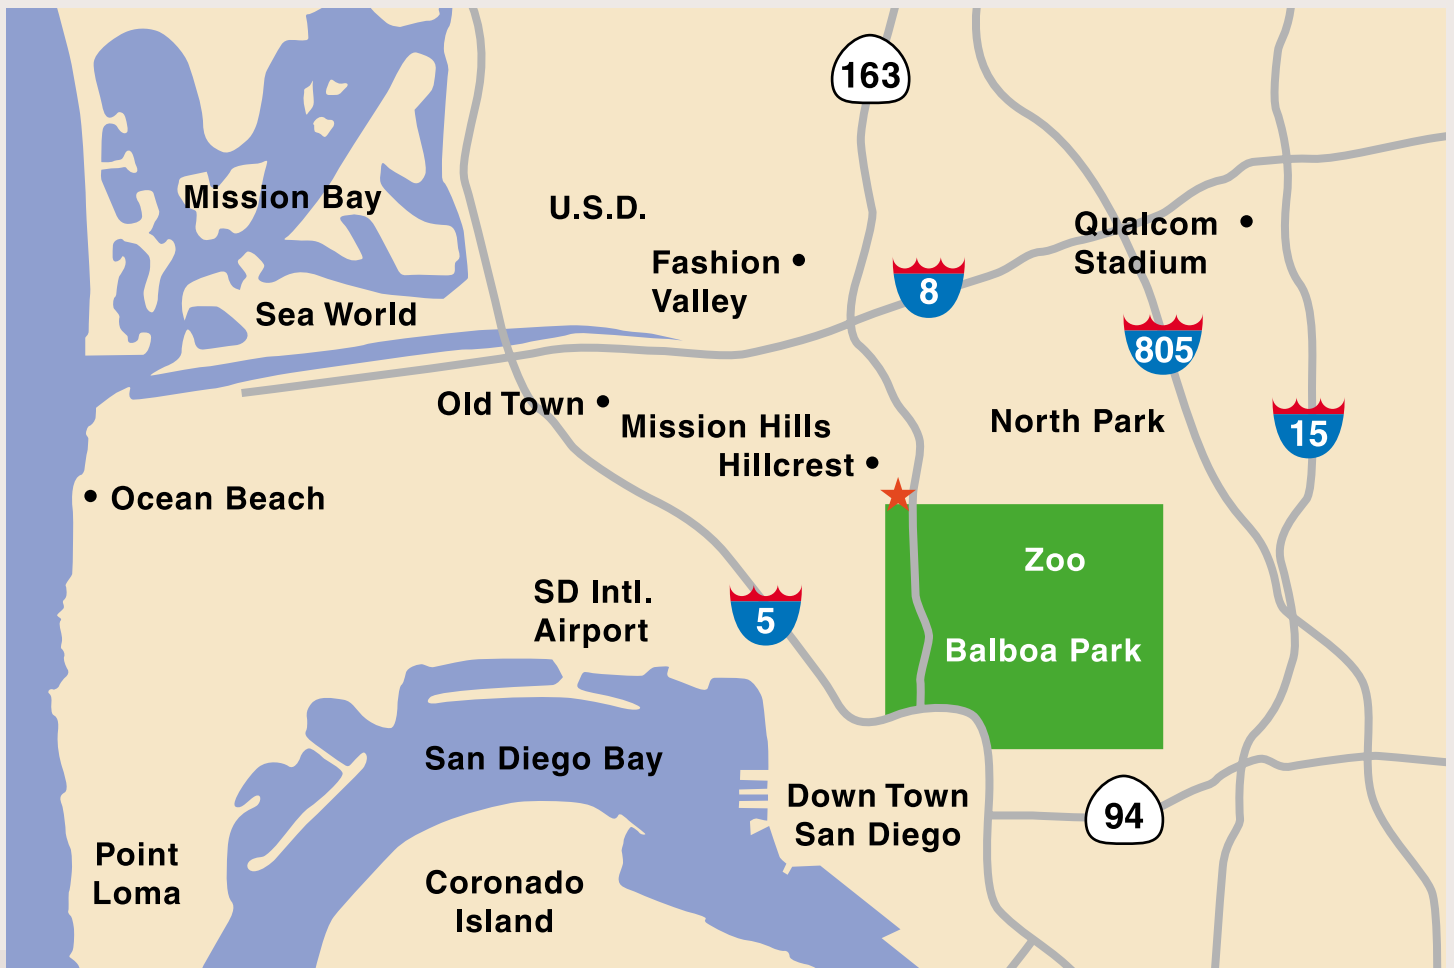 163
Mission Bay
U.S.D.
Qualcom
Stadium
Fashion
Valley
8
Sea World
805
Old Town
Mission Hills
North Park
15
Hillcrest
Ocean Beach
Zoo
SD Intl.
Airport
5
Balboa Park
San Diego Bay
Down Town
San Diego
94
Point
Loma
Coronado
Island